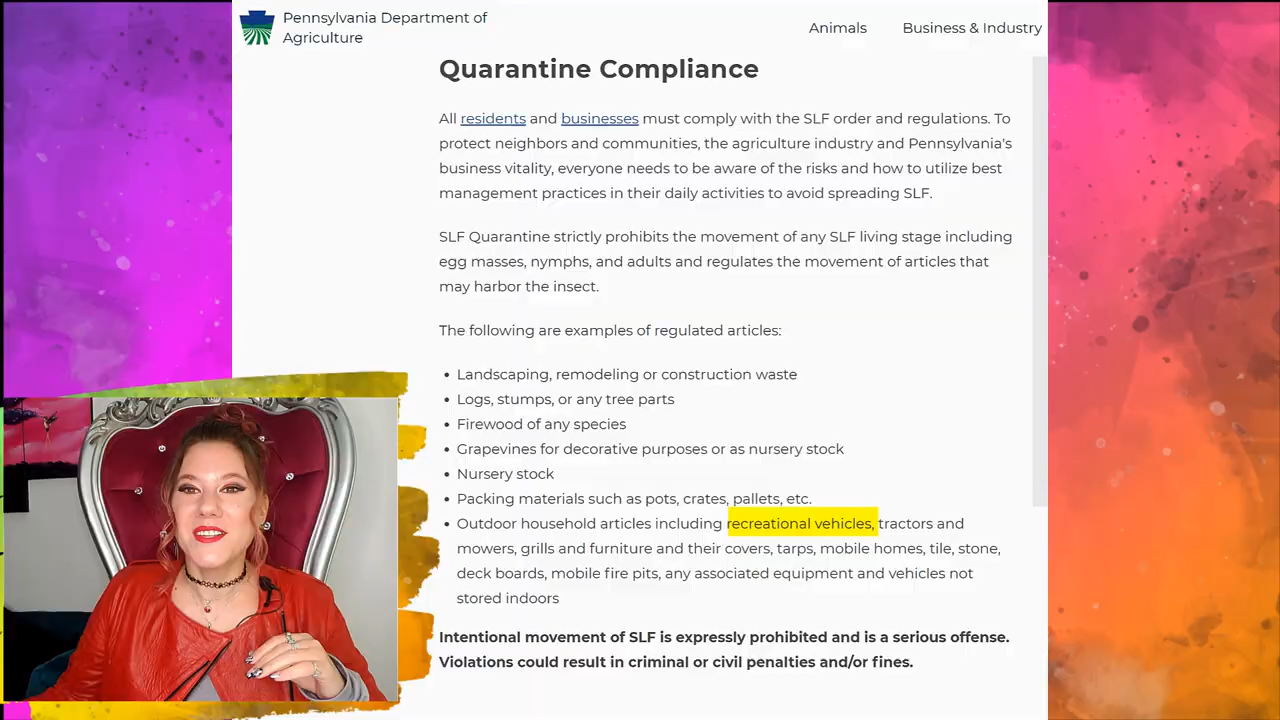 Pennsylvania Department of
Agriculture
Animals
Business & Industry
Quarantine Compliance
All residents and businesses must comply with the SLF order and regulations. To
protect neighbors and communities, the agriculture industry and Pennsylvania's
business vitality, everyone needs to be aware of the risks and how to utilize best
management practices in their daily activities to avoid spreading SLF.
SLF Quarantine strictly prohibits the movement of any SLF living stage including
egg masses, nymphs, and adults and regulates the movement of articles that
may harbor the insect.
The following are examples of regulated articles:
• Landscaping, remodeling or construction waste
• Logs, stumps, or any tree parts
• Firewood of any species
• Grapevines for decorative purposes or as nursery stock
• Nursery stock
• Packing materials such as pots, crates, pallets, etc.
• Outdoor household articles including recreational vehicles, tractors and
mowers, grills and furniture and their covers, tarps, mobile homes, tile, stone,
deck boards, mobile fire pits, any associated equipment and vehicles not
stored indoors
Intentional movement of SLF is expressly prohibited and is a serious offense.
Violations could result in criminal or civil penalties and/or fines.